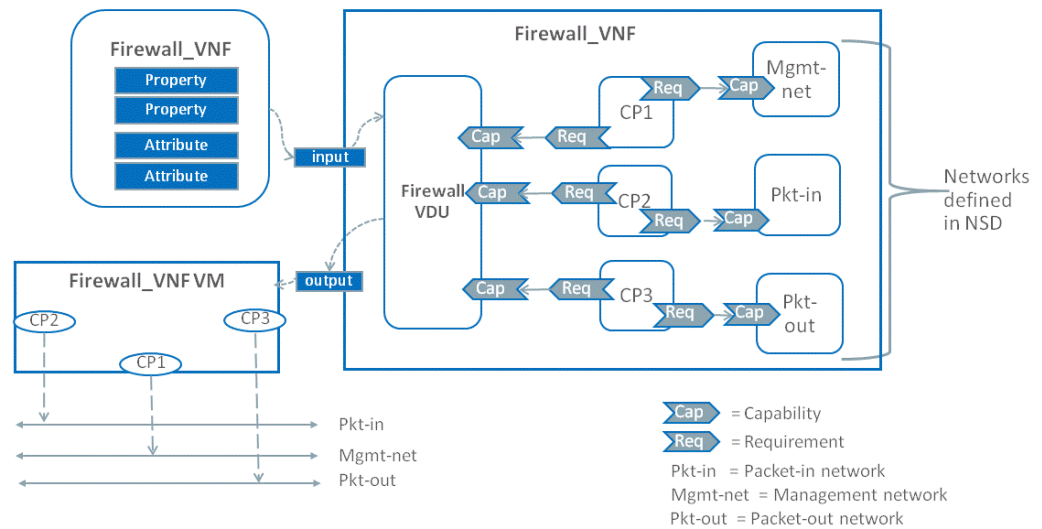 Firewall_VNF
Property
Property
Attribute
Attribute
input
output
Firewall_VNF
Firewall
VDU
Cap
Req
CP1
Req
Cap
Mgmt-
net
Cap
Req
CP2
Req
Cap
Pkt-in
Cap
Req
CP3
Req
Cap
Pkt-
out
Networks
defined
in NSD
Firewall_VNF VM
CP2
CP3
CP1
Pkt-in
Mgmt-net
Pkt-out
Cap = Capability
Req = Requirement
Pkt-in = Packet-in network
Mgmt-net = Management network
Pkt-out = Packet-out network